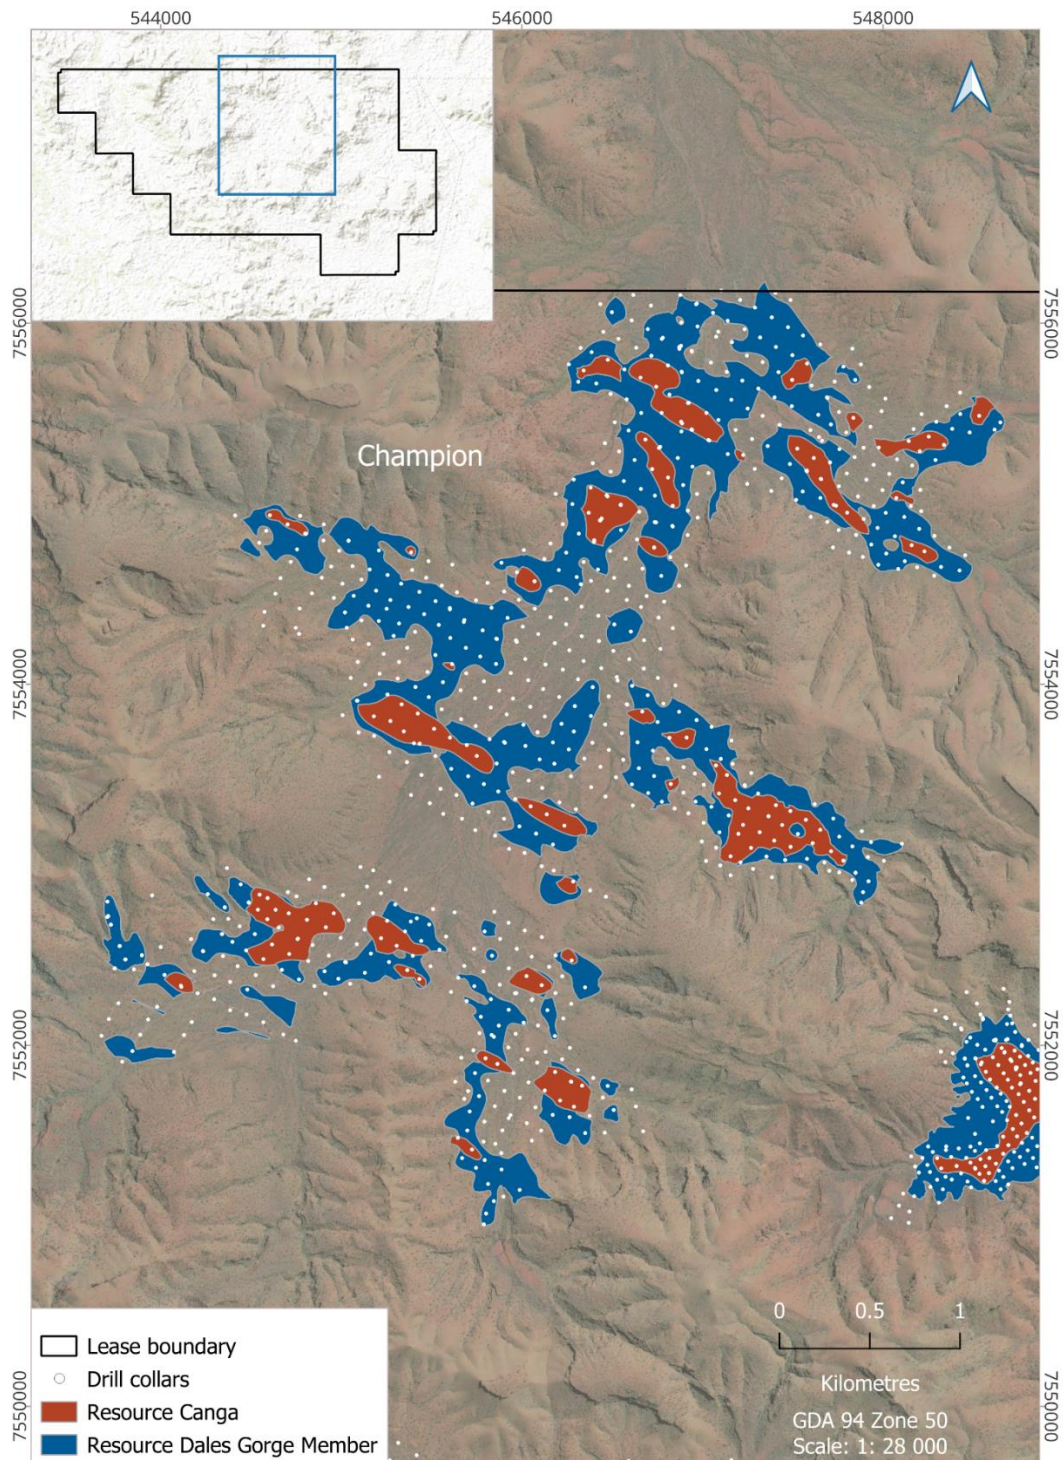 544000 546000 548000
7556000 7556000
Champion
7554000 7554000
7552000 7552000
Lease boundary
Drill collars
Resource Canga
Resource Dales Gorge Member
0 0.5 1
Kilometres
GDA 94 Zone 50
Scale: 1: 28 000
7550000 7550000